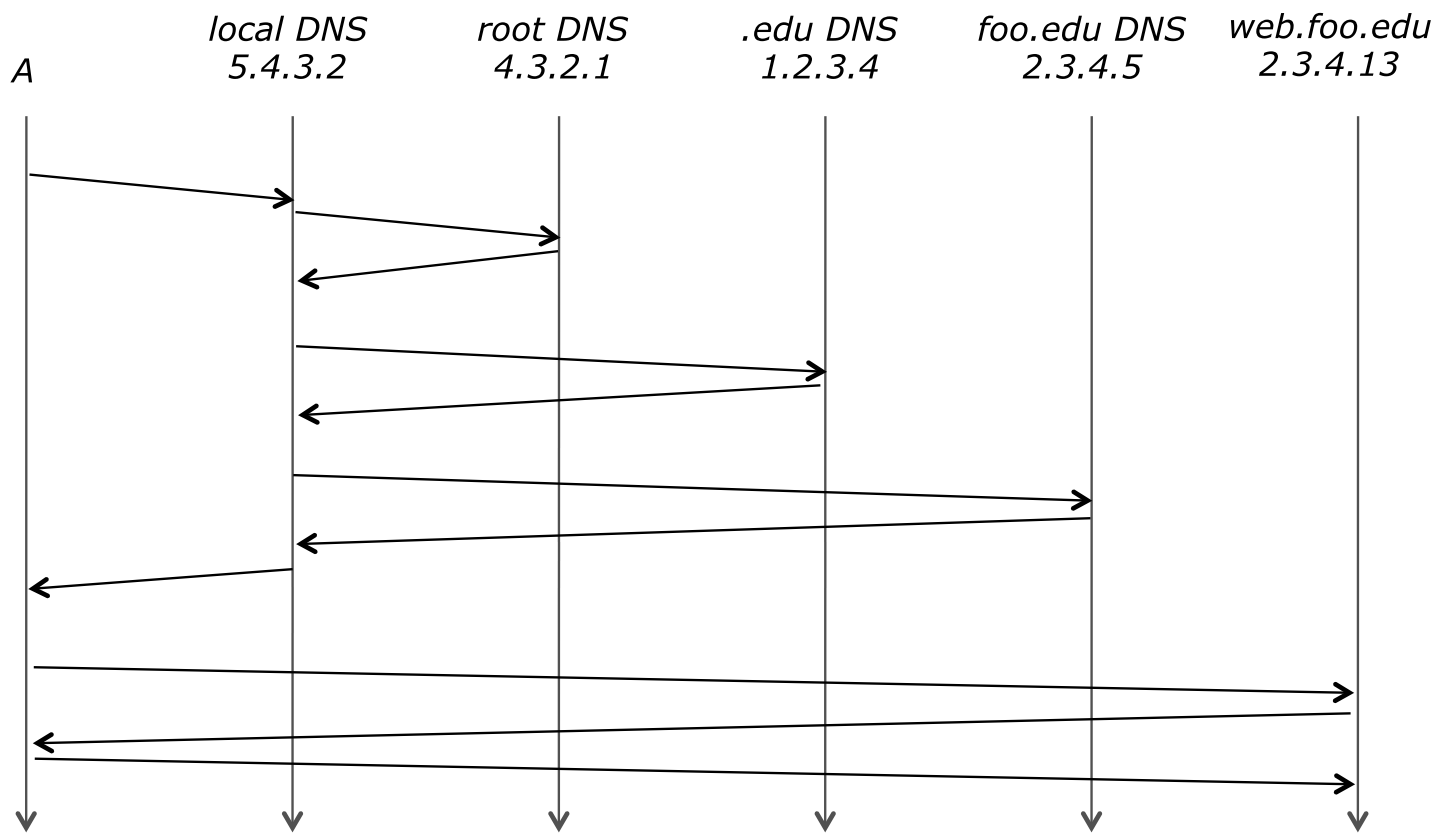 A
local DNS
5.4.3.2
root DNS
4.3.2.1
.edu DNS
1.2.3.4
foo.edu DNS
2.3.4.5
web.foo.edu
2.3.4.13